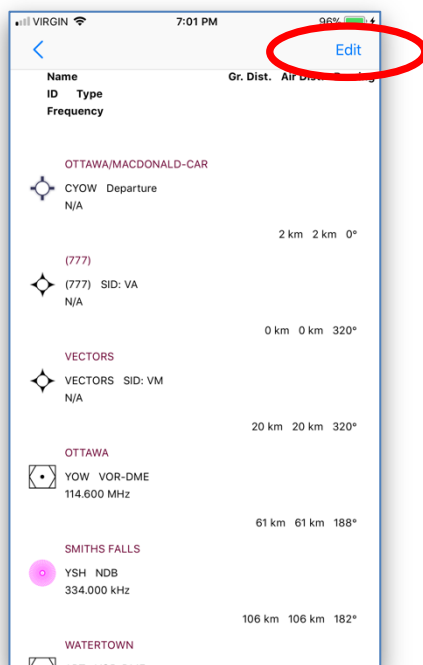 VIRGIN 7:01 PM 96%
Edit
Name Gr. Dist. Air Dist.
ID Type
Frequency
OTTAWA/MACDONALD-CAR
CYOW Departure
N/A
2 km 2 km 0°
(777)
(777) SID: VA
N/A
0 km 0 km 320°
VECTORS
VECTORS SID: VM
N/A
20 km 20 km 320°
OTTAWA
YOW VOR-DME
114.600 MHz
61 km 61 km 188°
SMITHS FALLS
YSH NDB
334.000 kHz
106 km 106 km 182°
WATERTOWN